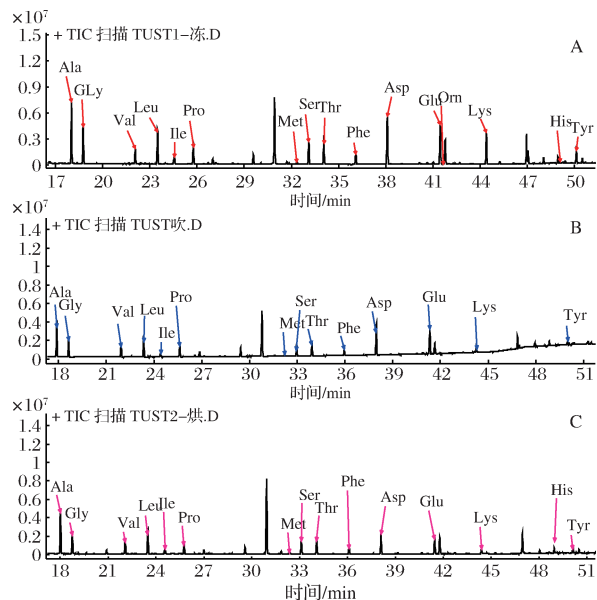 ×10⁷
+ TIC 扫描 TUST1-冻.D
A
1.5
1.2
0.9
0.6
0.3
0
Ala
GLy
Val
Leu
Ile
Pro
Met
Ser
Thr
Phe
Asp
Glu
Orn
Lys
His
Tyr
17 20 23 26 29 32 35 38 41 44 47 50
时间/min
×10⁷
+ TIC 扫描 TUST吹.D
B
1.4
1.2
1.0
0.8
0.6
0.4
0.2
0
Ala
Gly
Val
Leu
Ile
Pro
Met
Ser
Thr
Phe
Asp
Glu
Lys
Tyr
18 21 24 27 30 33 36 39 42 45 48 51
时间/min
×10⁷
+ TIC 扫描 TUST2-烘.D
C
1.4
1.2
1.0
0.8
0.6
0.4
0.2
0
Ala
Gly
Val
Leu
Ile
Pro
Met
Ser
Thr
Phe
Asp
Glu
Lys
His
Tyr
18 21 24 27 30 33 36 39 42 45 48 51
时间/min